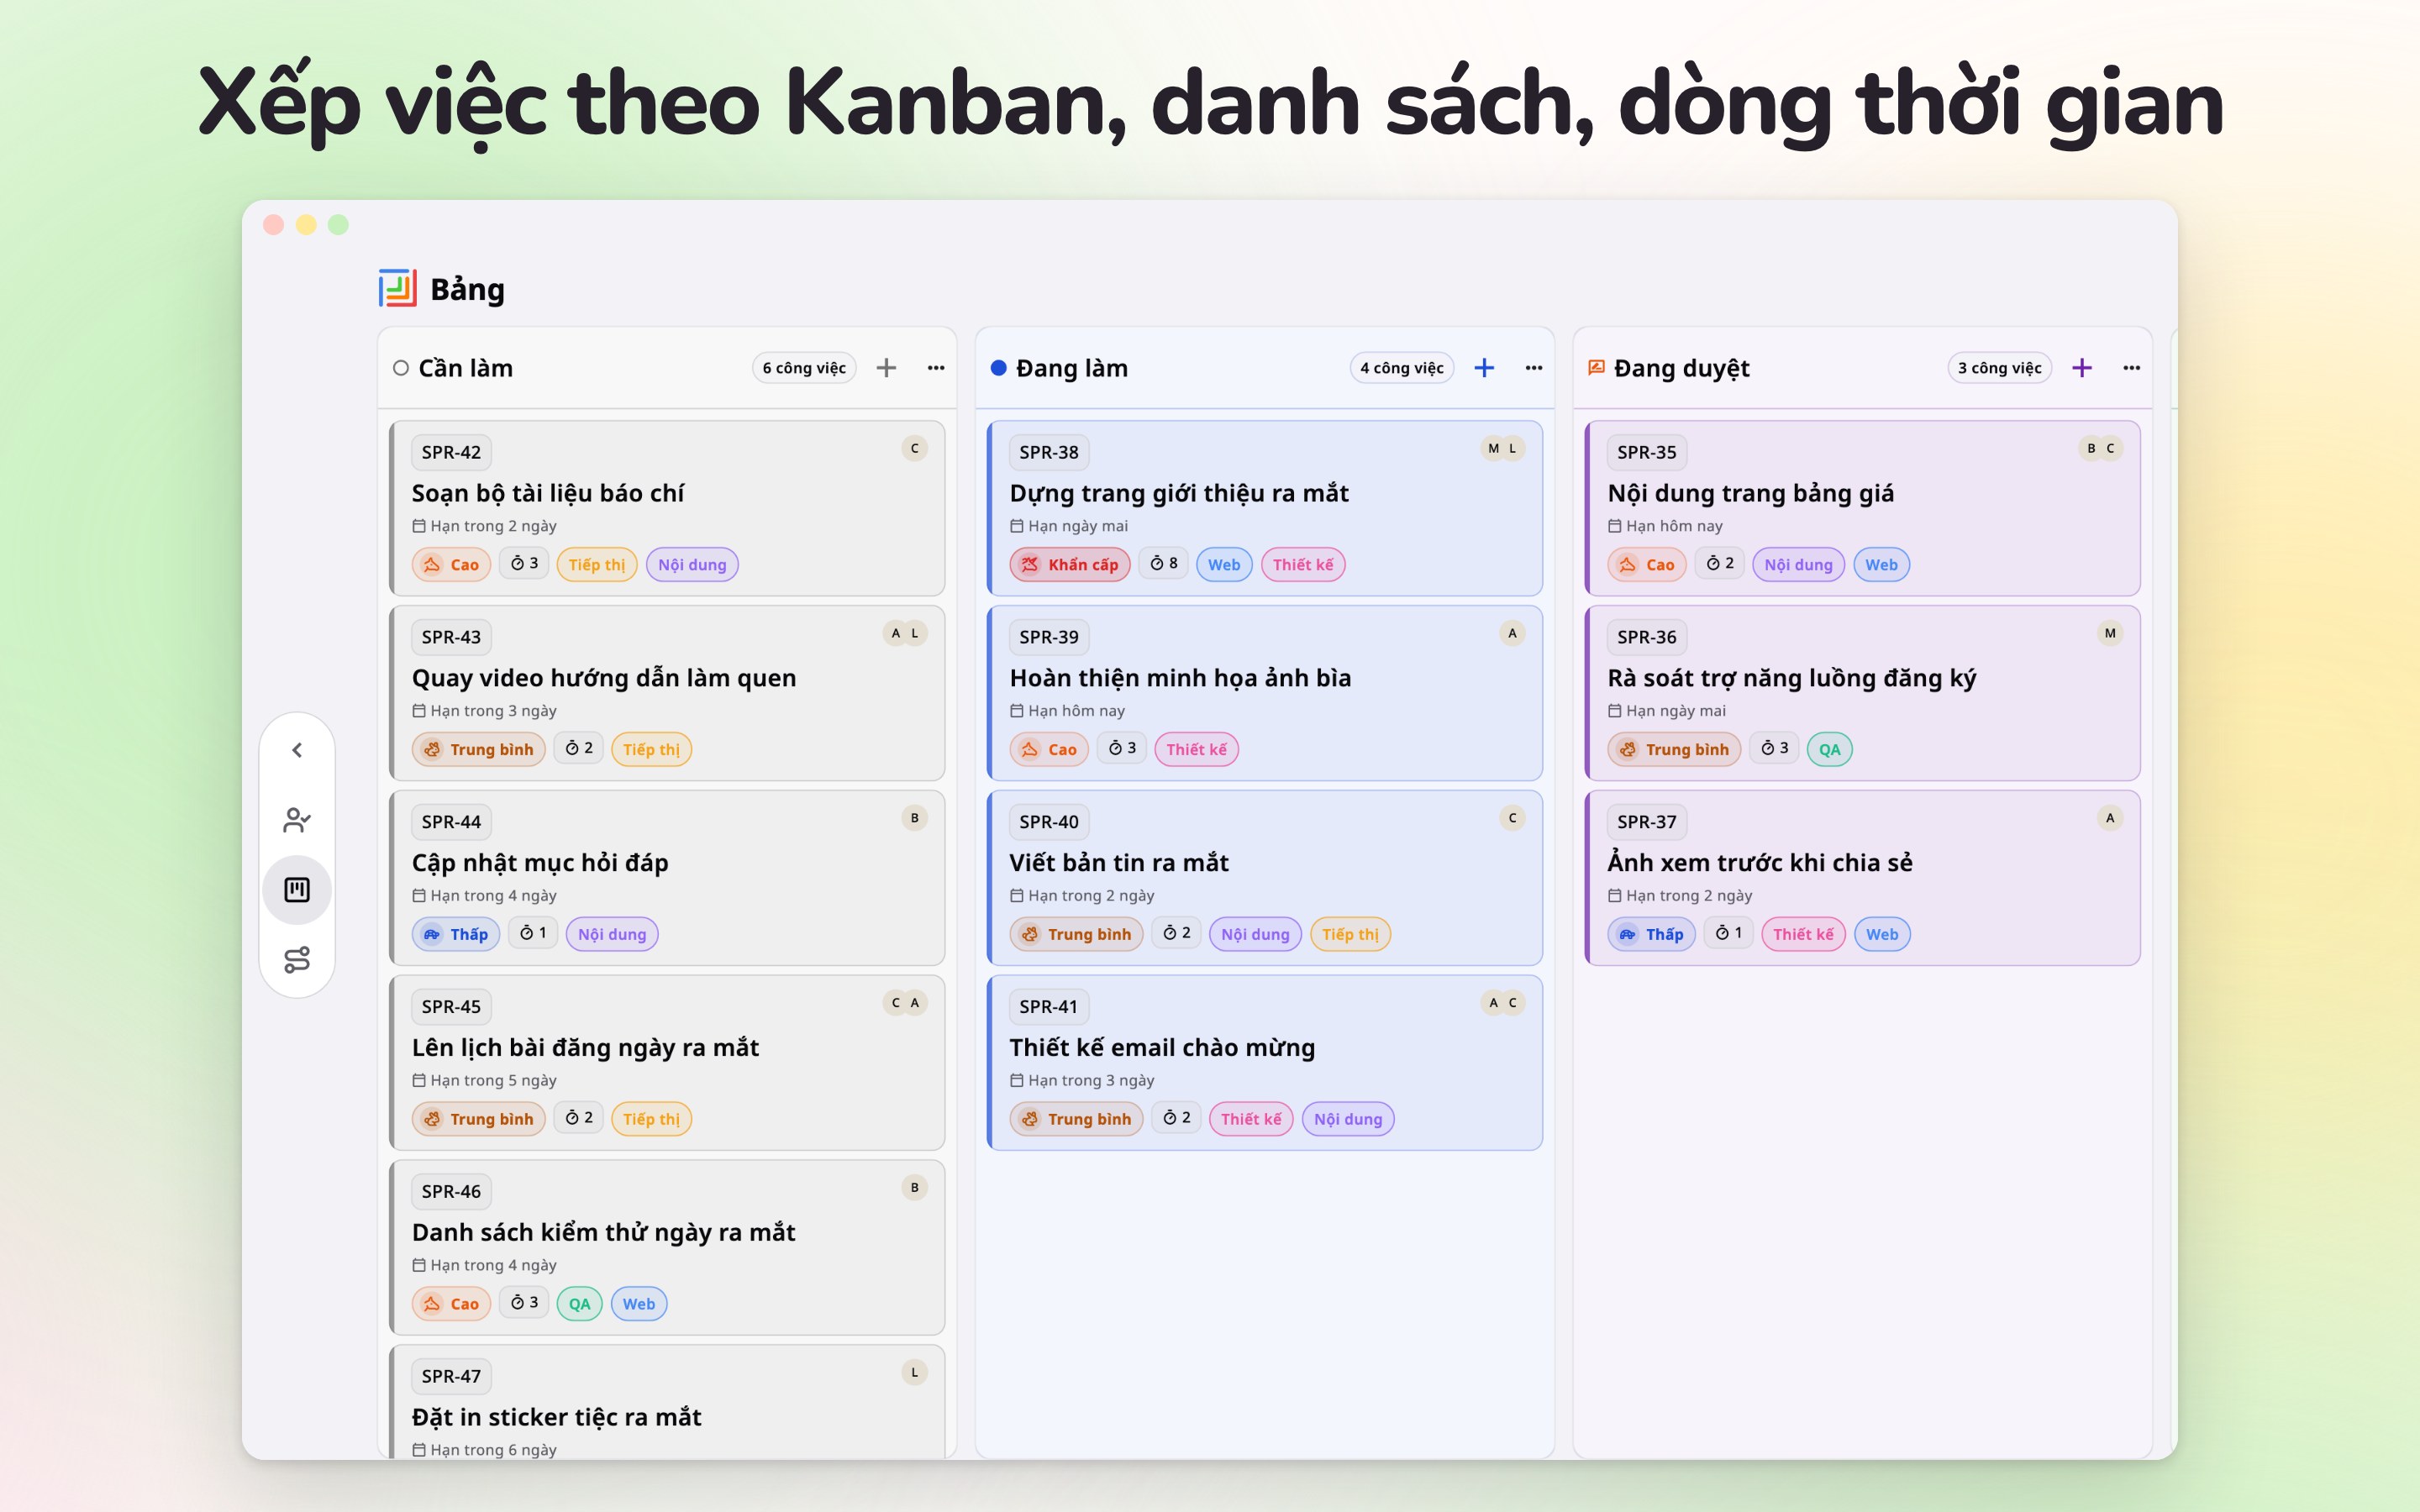 Xếp việc theo Kanban, danh sách, dòng thời gian
Bảng
Cần làm
6 công việc
SPR-42
C
Soạn bộ tài liệu báo chí
Hạn trong 2 ngày
Cao 3 Tiếp thị Nội dung
SPR-43
A L
Quay video hướng dẫn làm quen
Hạn trong 3 ngày
Trung bình 2 Tiếp thị
SPR-44
B
Cập nhật mục hỏi đáp
Hạn trong 4 ngày
Thấp 1 Nội dung
SPR-45
C A
Lên lịch bài đăng ngày ra mắt
Hạn trong 5 ngày
Trung bình 2 Tiếp thị
SPR-46
B
Danh sách kiểm thử ngày ra mắt
Hạn trong 4 ngày
Cao 3 QA Web
SPR-47
L
Đặt in sticker tiệc ra mắt
Hạn trong 6 ngày
Đang làm
4 công việc
SPR-38
M L
Dựng trang giới thiệu ra mắt
Hạn ngày mai
Khẩn cấp 8 Web Thiết kế
SPR-39
A
Hoàn thiện minh họa ảnh bìa
Hạn hôm nay
Cao 3 Thiết kế
SPR-40
C
Viết bản tin ra mắt
Hạn trong 2 ngày
Trung bình 2 Nội dung Tiếp thị
SPR-41
A C
Thiết kế email chào mừng
Hạn trong 3 ngày
Trung bình 2 Thiết kế Nội dung
Đang duyệt
3 công việc
SPR-35
B C
Nội dung trang bảng giá
Hạn hôm nay
Cao 2 Nội dung Web
SPR-36
M
Rà soát trợ năng luồng đăng ký
Hạn ngày mai
Trung bình 3 QA
SPR-37
A
Ảnh xem trước khi chia sẻ
Hạn trong 2 ngày
Thấp 1 Thiết kế Web